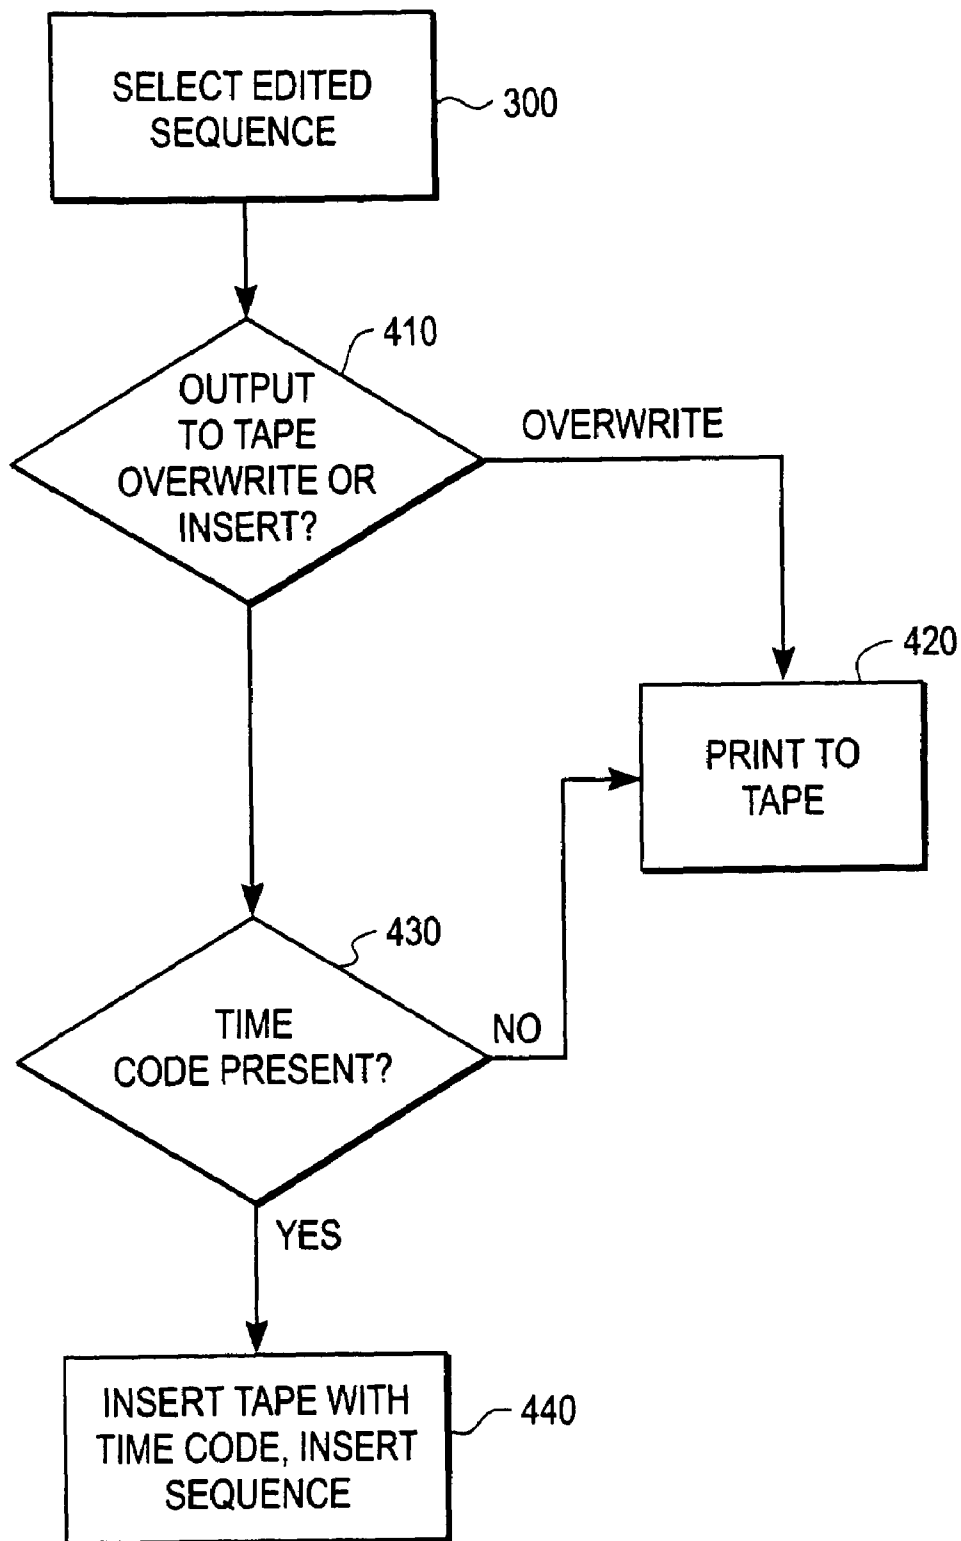 SELECT EDITED
SEQUENCE
300
410
OUTPUT
TO TAPE
OVERWRITE OR
INSERT?
OVERWRITE
420
PRINT TO
TAPE
430
TIME
CODE PRESENT?
NO
YES
INSERT TAPE WITH
TIME CODE, INSERT
SEQUENCE
440